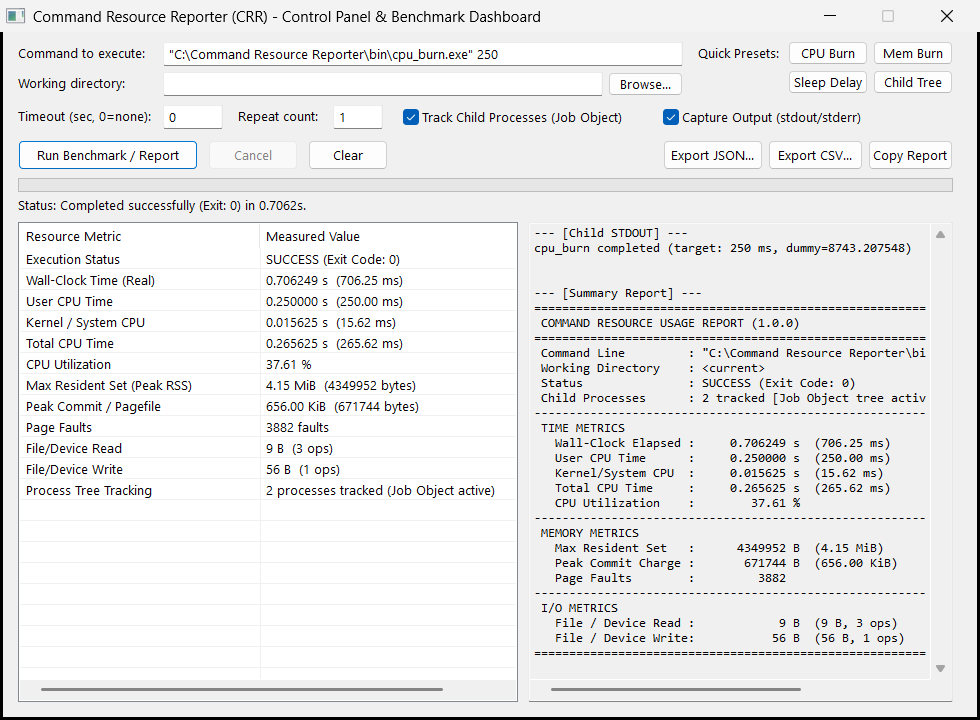 Command Resource Reporter (CRR) - Control Panel & Benchmark Dashboard
Command to execute: "C:\Command Resource Reporter\bin\cpu_burn.exe" 250 Quick Presets: CPU Burn Mem Burn
Working directory: Browse... Sleep Delay Child Tree
Timeout (sec, 0=none): 0 Repeat count: 1 Track Child Processes (Job Object) Capture Output (stdout/stderr)
Run Benchmark / Report Cancel Clear Export JSON... Export CSV... Copy Report
Status: Completed successfully (Exit: 0) in 0.7062s.
Resource Metric Measured Value
Execution Status SUCCESS (Exit Code: 0)
Wall-Clock Time (Real) 0.706249 s (706.25 ms)
User CPU Time 0.250000 s (250.00 ms)
Kernel / System CPU 0.015625 s (15.62 ms)
Total CPU Time 0.265625 s (265.62 ms)
CPU Utilization 37.61 %
Max Resident Set (Peak RSS) 4.15 MiB (4349952 bytes)
Peak Commit / Pagefile 656.00 KiB (671744 bytes)
Page Faults 3882 faults
File/Device Read 9 B (3 ops)
File/Device Write 56 B (1 ops)
Process Tree Tracking 2 processes tracked (Job Object active)
--- [Child STDOUT] ---
cpu_burn completed (target: 250 ms, dummy=8743.207548)
--- [Summary Report] ---
======================================================
COMMAND RESOURCE USAGE REPORT (1.0.0)
======================================================
Command Line : "C:\Command Resource Reporter\bi
Working Directory : <current>
Status : SUCCESS (Exit Code: 0)
Child Processes : 2 tracked [Job Object tree activ
------------------------------------------------------
TIME METRICS
Wall-Clock Elapsed : 0.706249 s (706.25 ms)
User CPU Time : 0.250000 s (250.00 ms)
Kernel/System CPU : 0.015625 s (15.62 ms)
Total CPU Time : 0.265625 s (265.62 ms)
CPU Utilization : 37.61 %
------------------------------------------------------
MEMORY METRICS
Max Resident Set : 4349952 B (4.15 MiB)
Peak Commit Charge : 671744 B (656.00 KiB)
Page Faults : 3882
------------------------------------------------------
I/O METRICS
File / Device Read : 9 B (9 B, 3 ops)
File / Device Write: 56 B (56 B, 1 ops)
======================================================